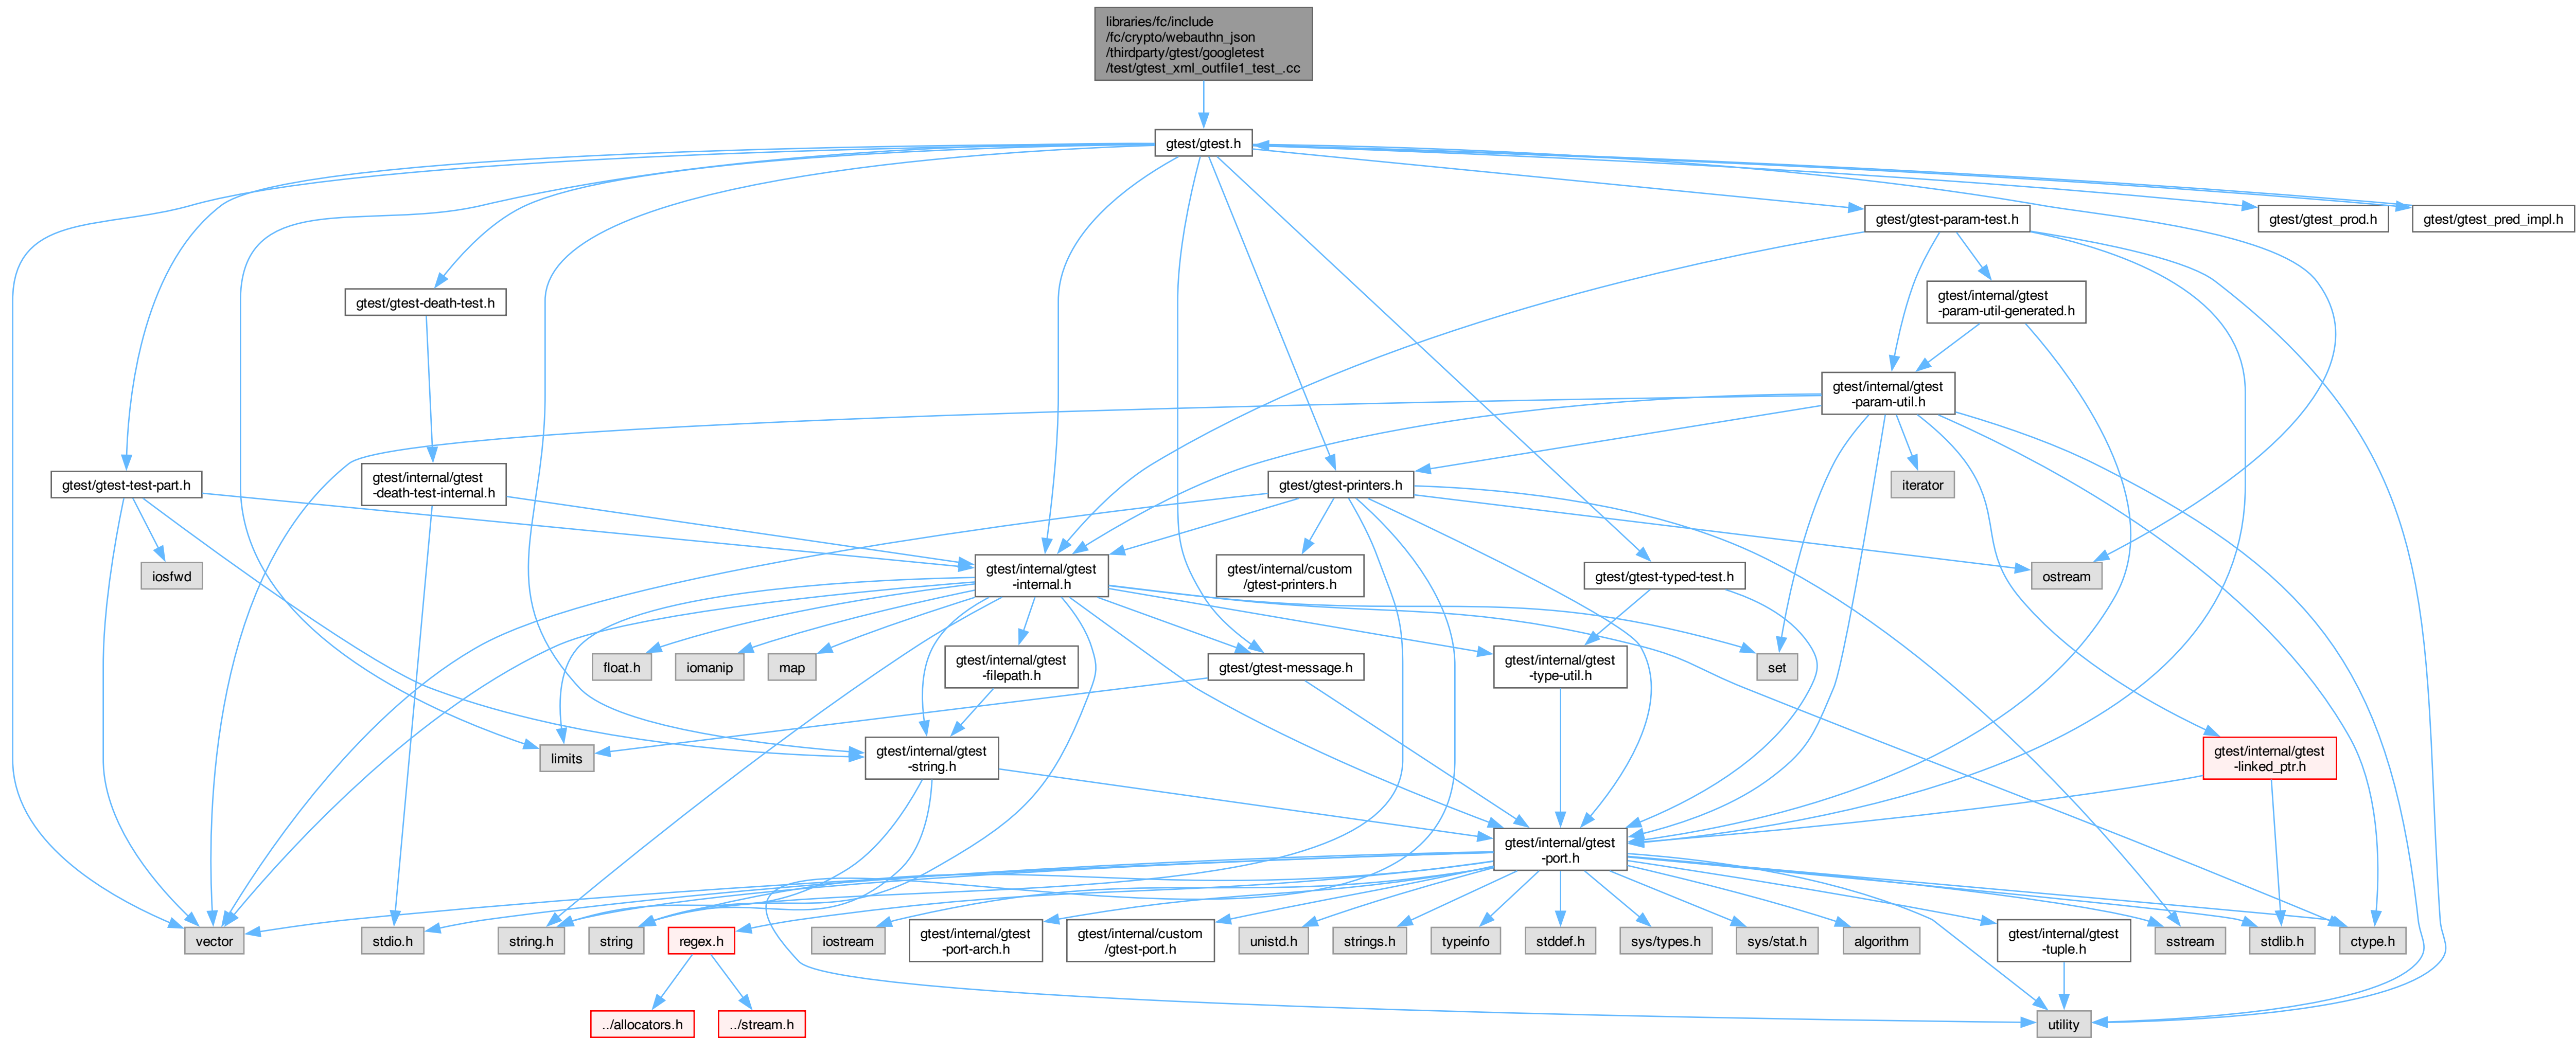 libraries/fc/include
/fc/crypto/webauthn_json
/thirdparty/gtest/googletest
/test/gtest_xml_outfile1_test_.cc
gtest/gtest.h
gtest/gtest-param-test.h
gtest/gtest_prod.h
gtest/gtest_pred_impl.h
gtest/gtest-death-test.h
gtest/internal/gtest
-param-util-generated.h
gtest/internal/gtest
-param-util.h
gtest/gtest-test-part.h
gtest/internal/gtest
-death-test-internal.h
gtest/gtest-printers.h
iterator
iosfwd
gtest/internal/gtest
-internal.h
gtest/internal/custom
/gtest-printers.h
gtest/gtest-typed-test.h
ostream
float.h
iomanip
map
gtest/internal/gtest
-filepath.h
gtest/gtest-message.h
gtest/internal/gtest
-type-util.h
set
limits
gtest/internal/gtest
-string.h
gtest/internal/gtest
-linked_ptr.h
gtest/internal/gtest
-port.h
vector
stdio.h
string.h
string
regex.h
iostream
gtest/internal/gtest
-port-arch.h
gtest/internal/custom
/gtest-port.h
unistd.h
strings.h
typeinfo
stddef.h
sys/types.h
sys/stat.h
algorithm
gtest/internal/gtest
-tuple.h
sstream
stdlib.h
ctype.h
../allocators.h
../stream.h
utility